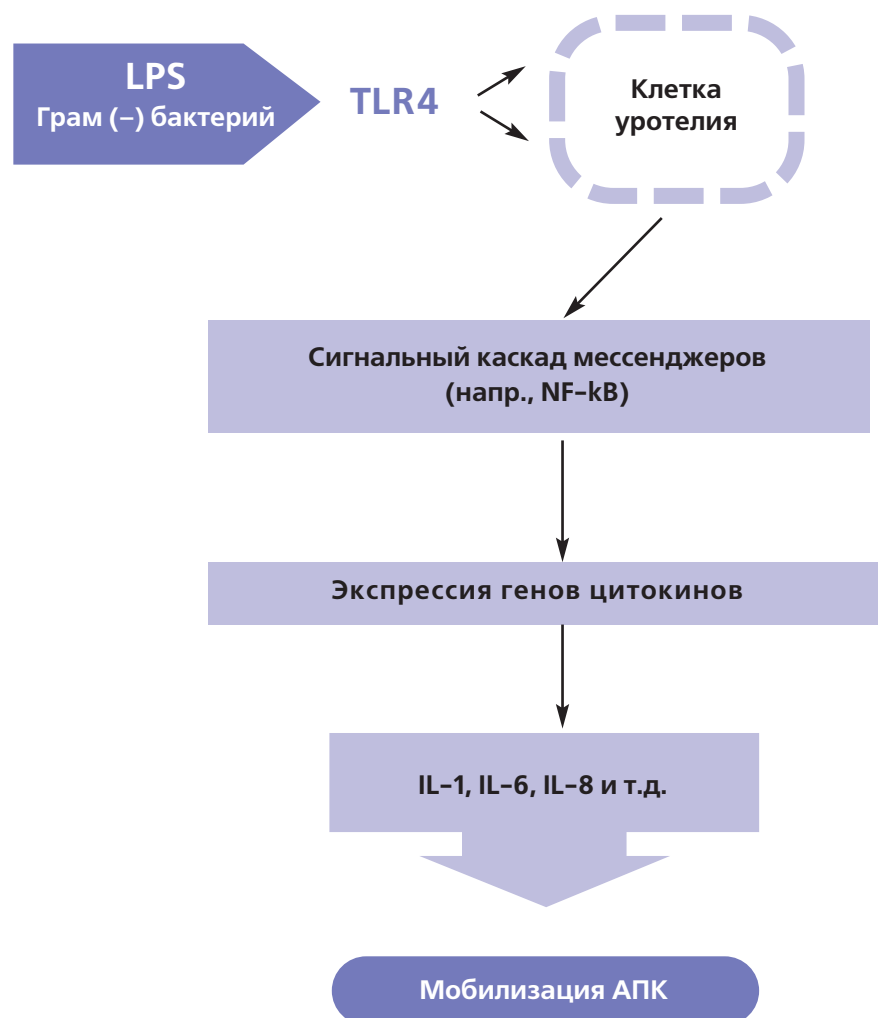 LPS
Грам (–) бактерий
TLR4
Клетка
уротелия
Сигнальный каскад мессенджеров
(напр., NF–kB)
Экспрессия генов цитокинов
IL–1, IL–6, IL–8 и т.д.
Мобилизация АПК